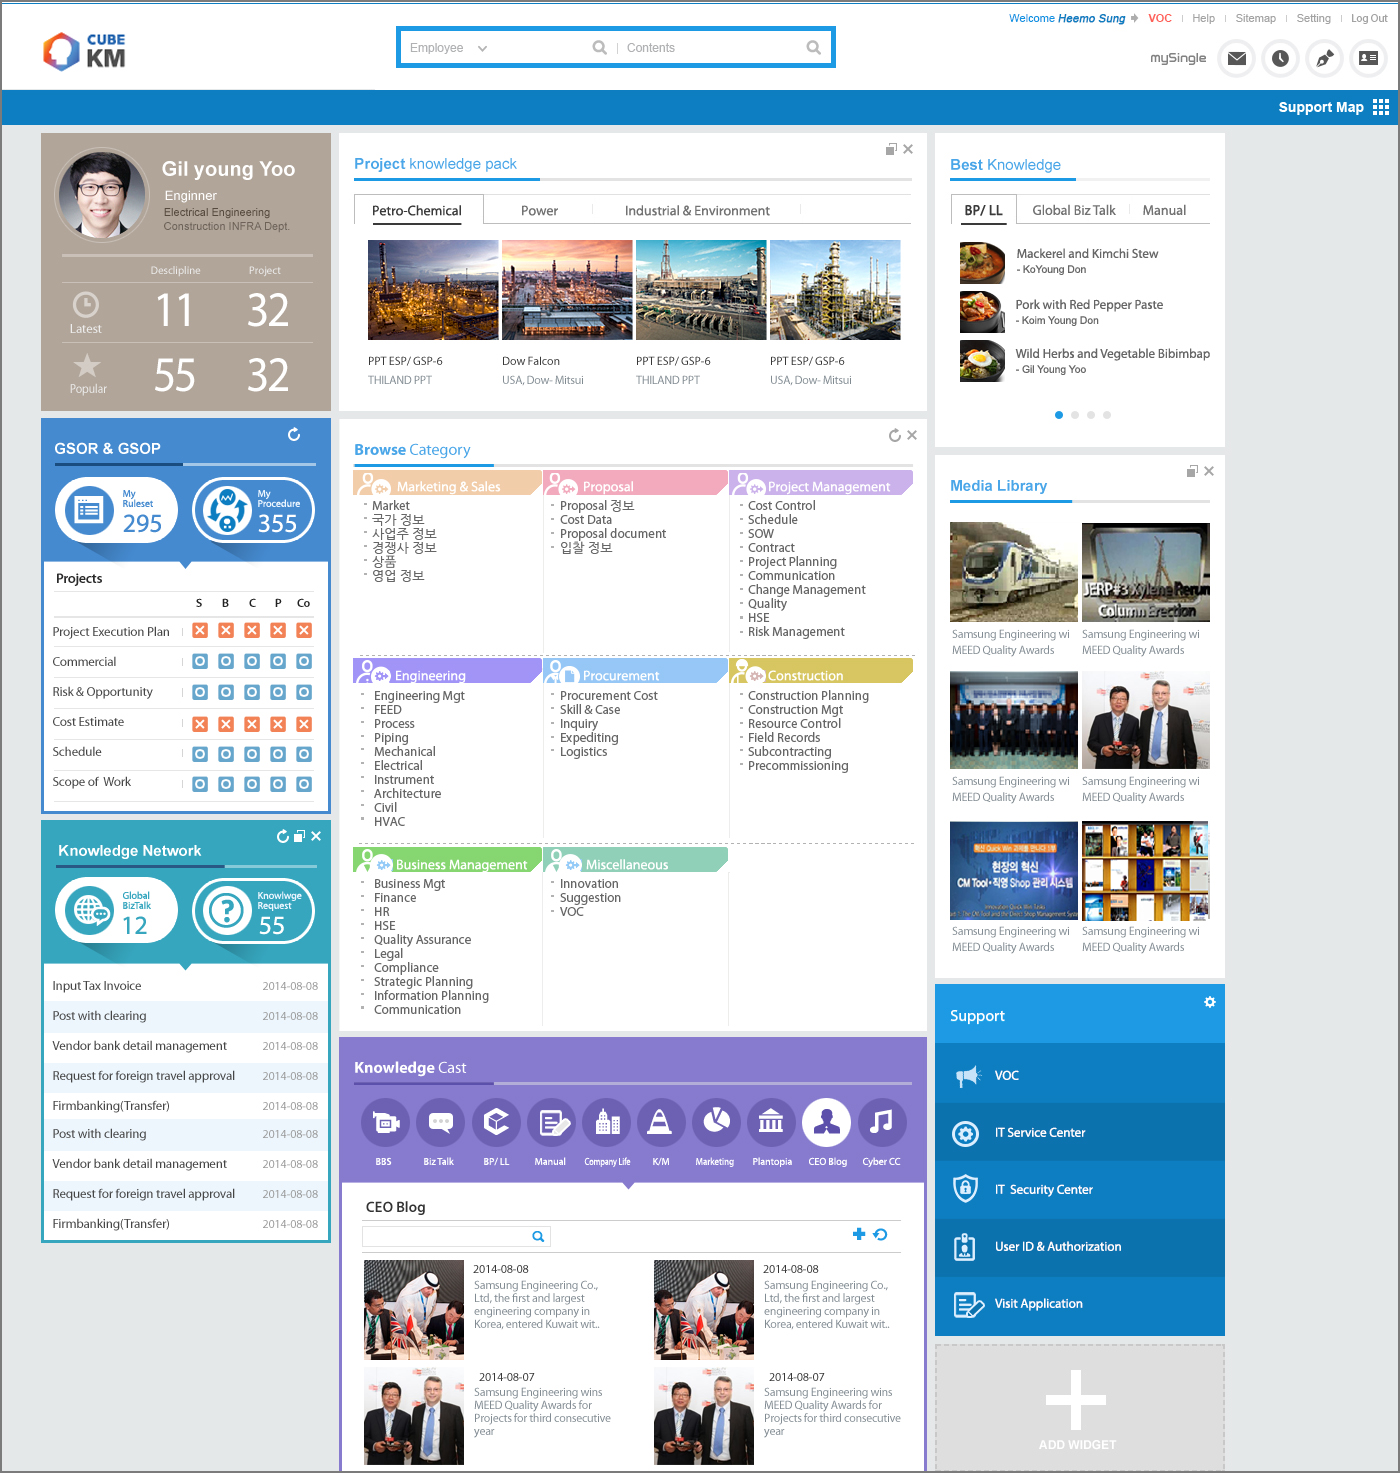 Welcome Heemo Sung VOC Help Sitemap Setting Log Out
CUBE
KM
Employee Contents
mySingle
Support Map
Gil young Yoo
Enginner
Electrical Engineering
Construction INFRA Dept.
Desclipline Project
Latest 11 32
Popular 55 32
GSOR & GSOP
My
Ruleset
295
My
Procedure
355
Projects
S B C P Co
Project Execution Plan
Commercial
Risk & Opportunity
Cost Estimate
Schedule
Scope of Work
Knowledge Network
Global
BizTalk
12
Knowlwge
Request
55
Input Tax Invoice 2014-08-08
Post with clearing 2014-08-08
Vendor bank detail management 2014-08-08
Request for foreign travel approval 2014-08-08
Firmbanking(Transfer) 2014-08-08
Post with clearing 2014-08-08
Vendor bank detail management 2014-08-08
Request for foreign travel approval 2014-08-08
Firmbanking(Transfer) 2014-08-08
Project knowledge pack
Petro-Chemical Power Industrial & Environment
PPT ESP/ GSP-6
THILAND PPT
Dow Falcon
USA, Dow- Mitsui
PPT ESP/ GSP-6
THILAND PPT
PPT ESP/ GSP-6
USA, Dow- Mitsui
Browse Category
Marketing & Sales
Market
국가 정보
사업주 정보
경쟁사 정보
상품
영업 정보
Proposal
Proposal 정보
Cost Data
Proposal document
입찰 정보
Project Management
Cost Control
Schedule
SOW
Contract
Project Planning
Communication
Change Management
Quality
HSE
Risk Management
Engineering
Engineering Mgt
FEED
Process
Piping
Mechanical
Electrical
Instrument
Architecture
Civil
HVAC
Procurement
Procurement Cost
Skill & Case
Inquiry
Expediting
Logistics
Construction
Construction Planning
Construction Mgt
Resource Control
Field Records
Subcontracting
Precommissioning
Business Management
Business Mgt
Finance
HR
HSE
Quality Assurance
Legal
Compliance
Strategic Planning
Information Planning
Communication
Miscellaneous
Innovation
Suggestion
VOC
Knowledge Cast
BBS Biz Talk BP/ LL Manual Company Life K/M Marketing Plantopia CEO Blog Cyber CC
CEO Blog
2014-08-08
Samsung Engineering Co.,
Ltd, the first and largest
engineering company in
Korea, entered Kuwait wit..
2014-08-08
Samsung Engineering Co.,
Ltd, the first and largest
engineering company in
Korea, entered Kuwait wit..
2014-08-07
Samsung Engineering wins
MEED Quality Awards for
Projects for third consecutive
year
2014-08-07
Samsung Engineering wins
MEED Quality Awards for
Projects for third consecutive
year
Best Knowledge
BP/ LL Global Biz Talk Manual
Mackerel and Kimchi Stew
- KoYoung Don
Pork with Red Pepper Paste
- Koim Young Don
Wild Herbs and Vegetable Bibimbap
- Gil Young Yoo
Media Library
JERP#3 Xylene Rerun
Column Erection
Samsung Engineering wi
MEED Quality Awards
Samsung Engineering wi
MEED Quality Awards
Samsung Engineering wi
MEED Quality Awards
Samsung Engineering wi
MEED Quality Awards
혁신 Quick Win 과제를 만나다 1부
현장의 혁신
CM Tool·직영 Shop 관리 시스템
Samsung Engineering wi
MEED Quality Awards
Samsung Engineering wi
MEED Quality Awards
Support
VOC
IT Service Center
IT Security Center
User ID & Authorization
Visit Application
ADD WIDGET